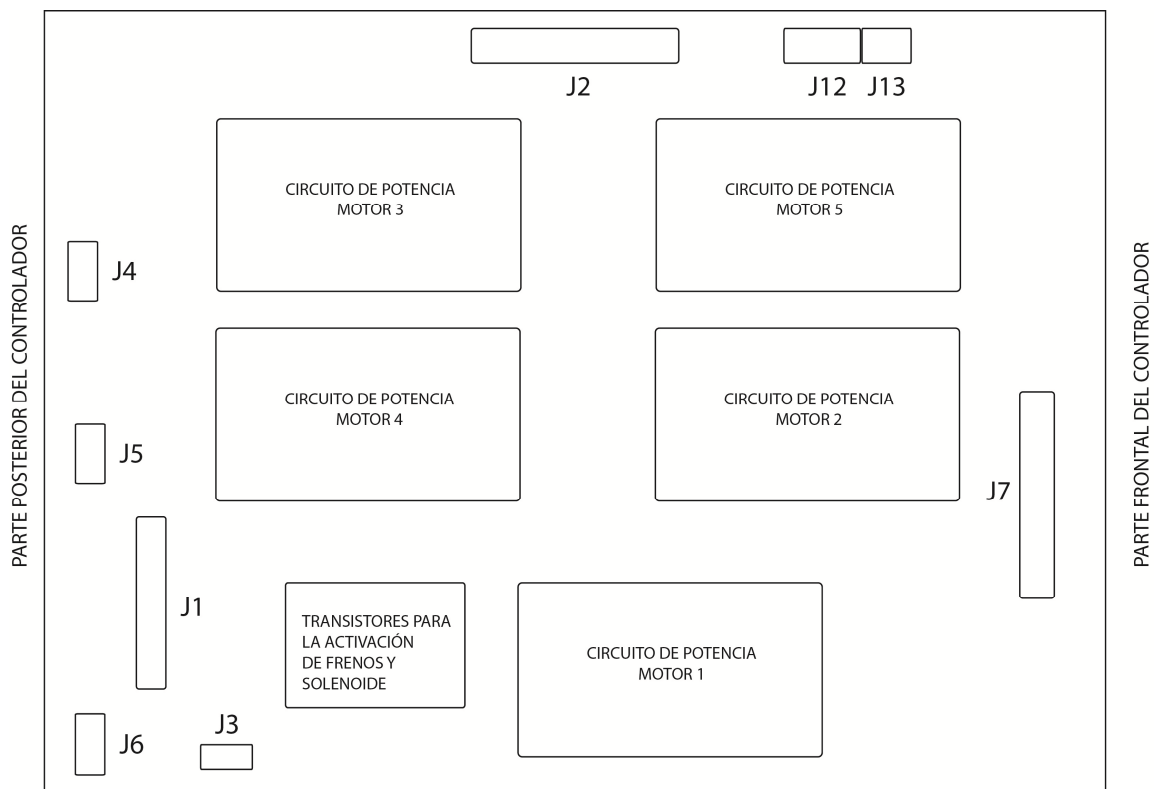 J2
J12
J13
CIRCUITO DE POTENCIA
MOTOR 3
CIRCUITO DE POTENCIA
MOTOR 5
PARTE POSTERIOR DEL CONTROLADOR
PARTE FRONTAL DEL CONTROLADOR
J4
CIRCUITO DE POTENCIA
MOTOR 4
CIRCUITO DE POTENCIA
MOTOR 2
J5
J7
J1
TRANSISTORES PARA
LA ACTIVACIÓN
DE FRENOS Y
SOLENOIDE
CIRCUITO DE POTENCIA
MOTOR 1
J6
J3